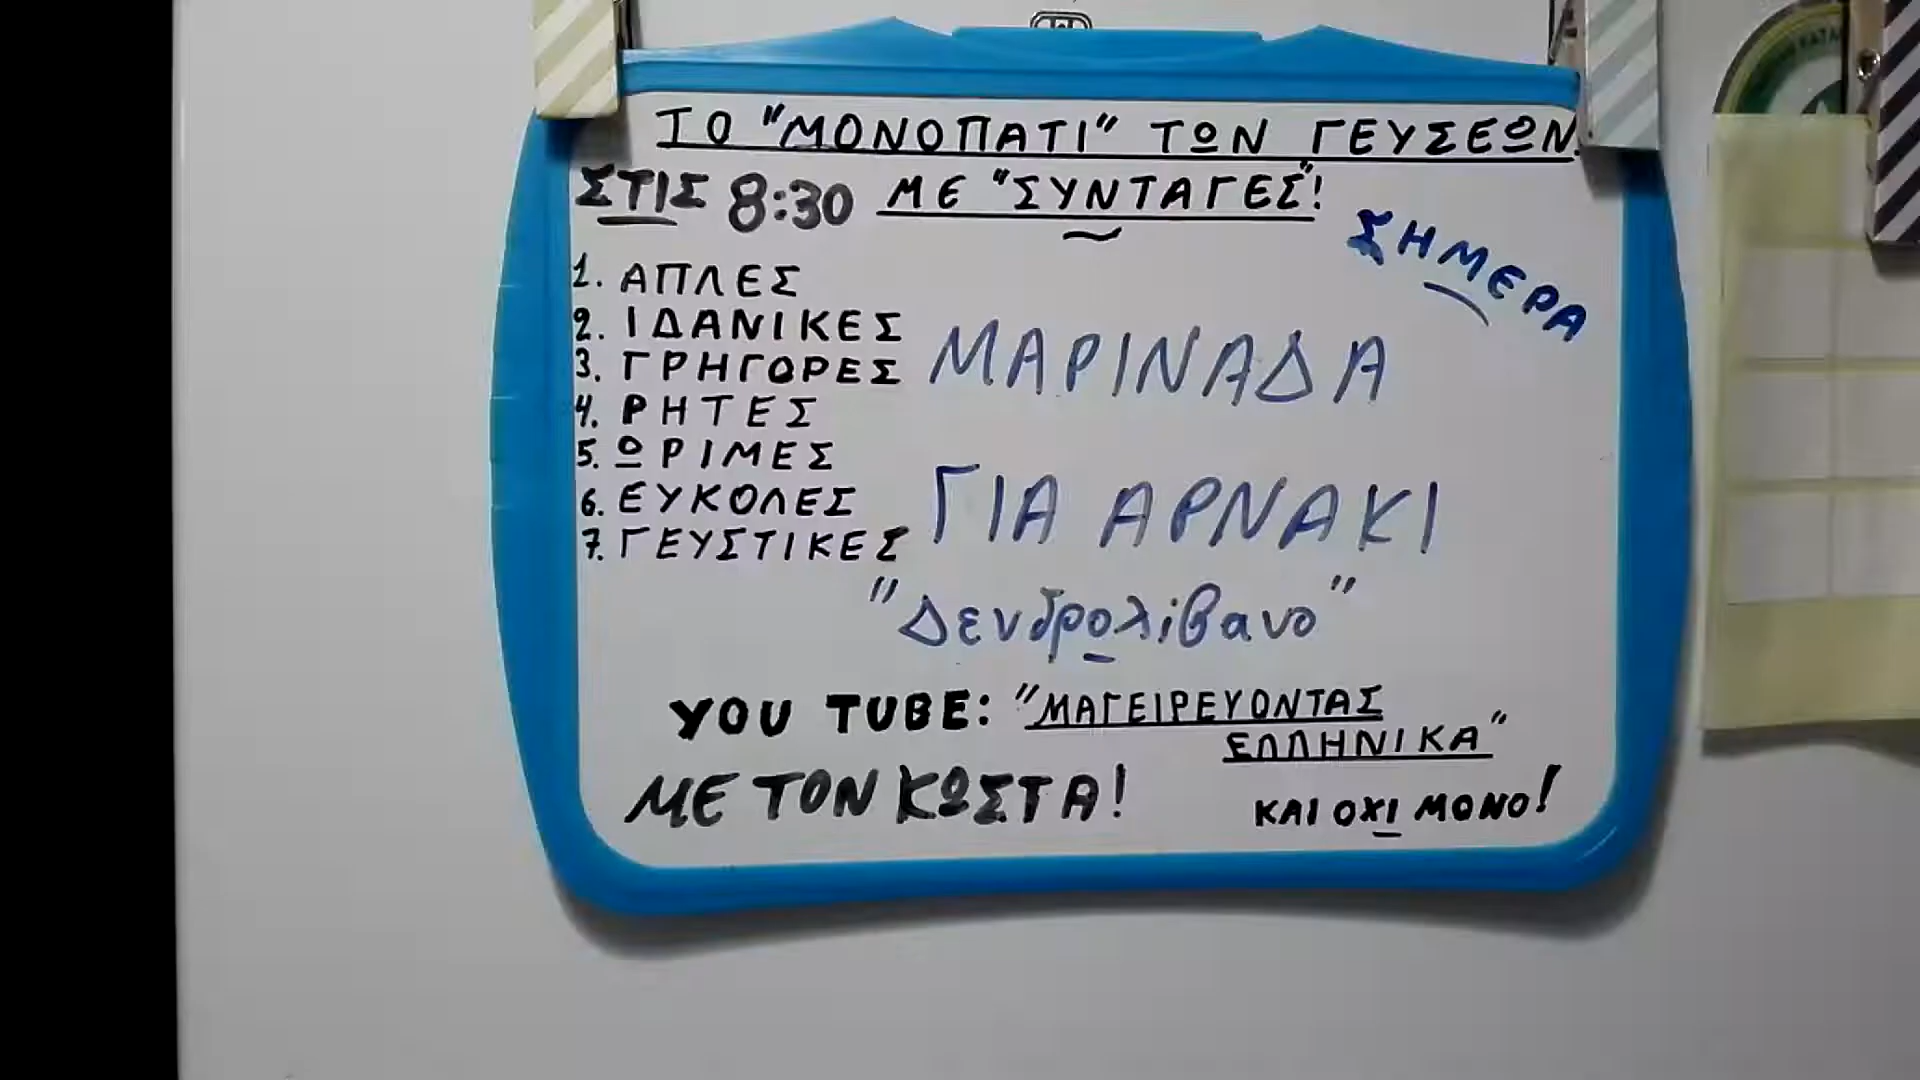 ΤΟ "ΜΟΝΟΠΑΤΙ" ΤΩΝ ΓΕΥΣΕΩΝ
ΣΤΙΣ 8:30 ΜΕ "ΣΥΝΤΑΓΕΣ"!
ΣΗΜΕΡΑ
1. ΑΠΛΕΣ
2. ΙΔΑΝΙΚΕΣ
3. ΓΡΗΓΟΡΕΣ
4. ΡΗΤΕΣ
5. ΩΡΙΜΕΣ
6. ΕΥΚΟΛΕΣ
7. ΓΕΥΣΤΙΚΕΣ
ΜΑΡΙΝΑΔΑ
ΓΙΑ ΑΡΝΑΚΙ
"Δενδρολίβανο"
YOU TUBE: "ΜΑΓΕΙΡΕΥΟΝΤΑΣ
ΕΛΛΗΝΙΚΑ"
ΜΕ ΤΟΝ ΚΩΣΤΑ!
ΚΑΙ ΟΧΙ ΜΟΝΟ!